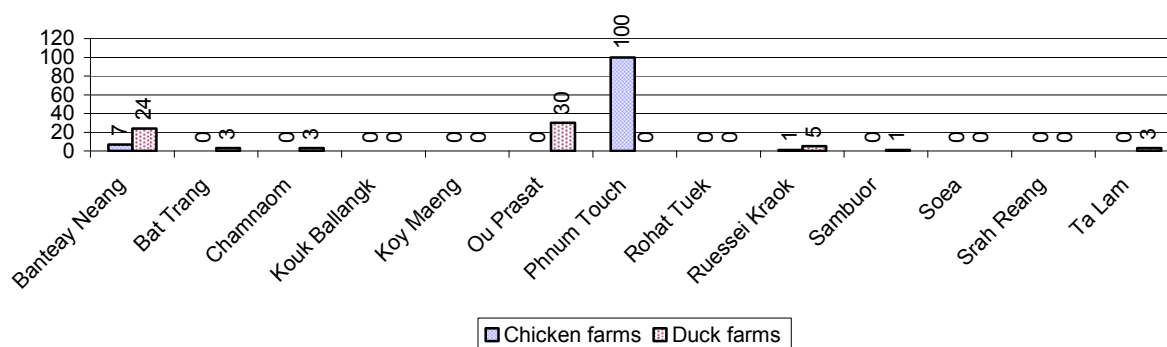 120
100
80
60
40
20
0
7 24 0 3 0 3 0 0 0 0 0 30 100 0 0 0 1 5 0 1 0 0 0 0 0 3
Banteay Neang
Bat Trang
Chamnaom
Kouk Ballangk
Koy Maeng
Ou Prasat
Phnum Touch
Rohat Tuek
Ruessei Kraok
Sambuor
Soea
Srah Reang
Ta Lam
Chicken farms Duck farms